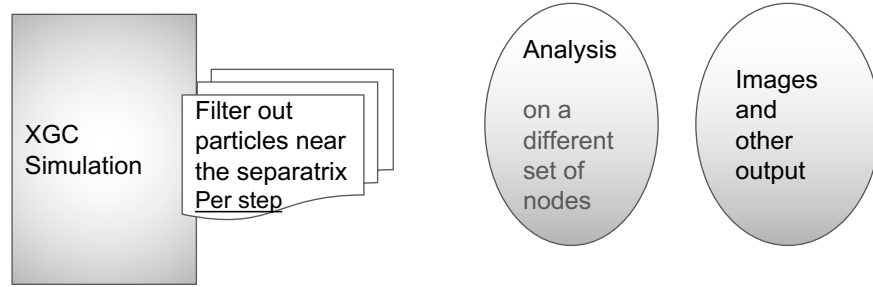 XGC
Simulation
Filter out
particles near
the separatrix
Per step
Analysis
on a
different
set of
nodes
Images
and
other
output